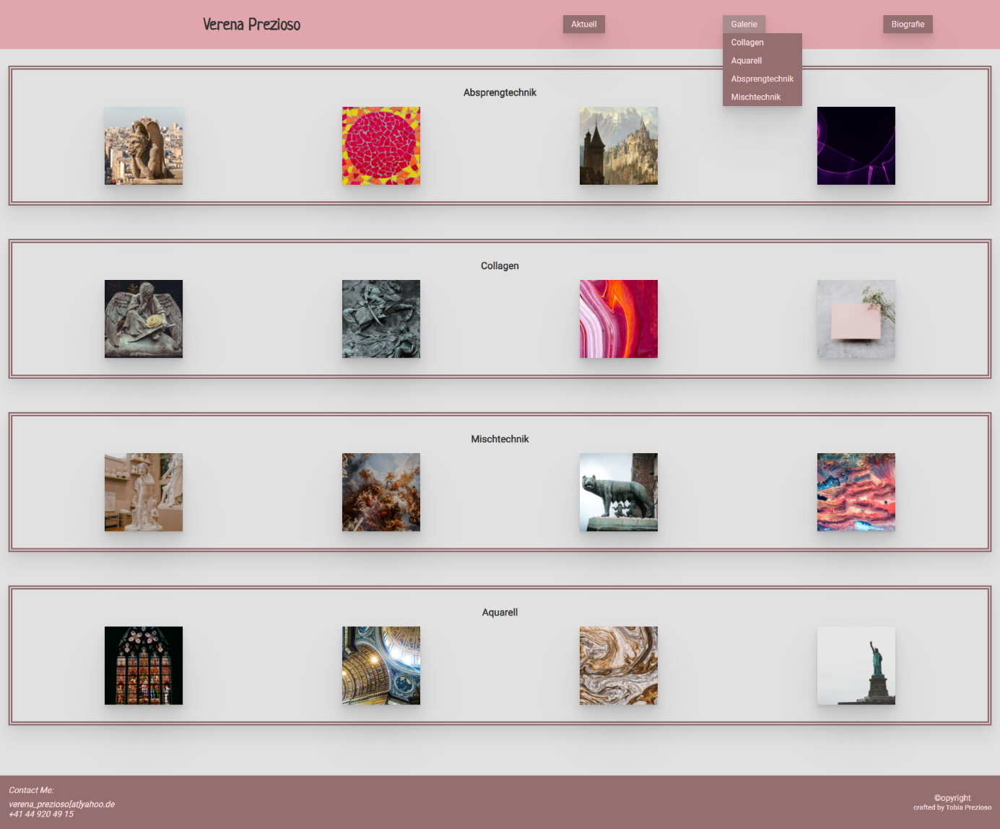 Verena Prezioso
Aktuell
Galerie
Biografie
Collagen
Aquarell
Absprengtechnik
Mischtechnik
Absprengtechnik
Collagen
Mischtechnik
Aquarell
Contact Me:
verena_prezioso[at]yahoo.de
+41 44 920 49 15
©opyright
crafted by Tobia Prezioso